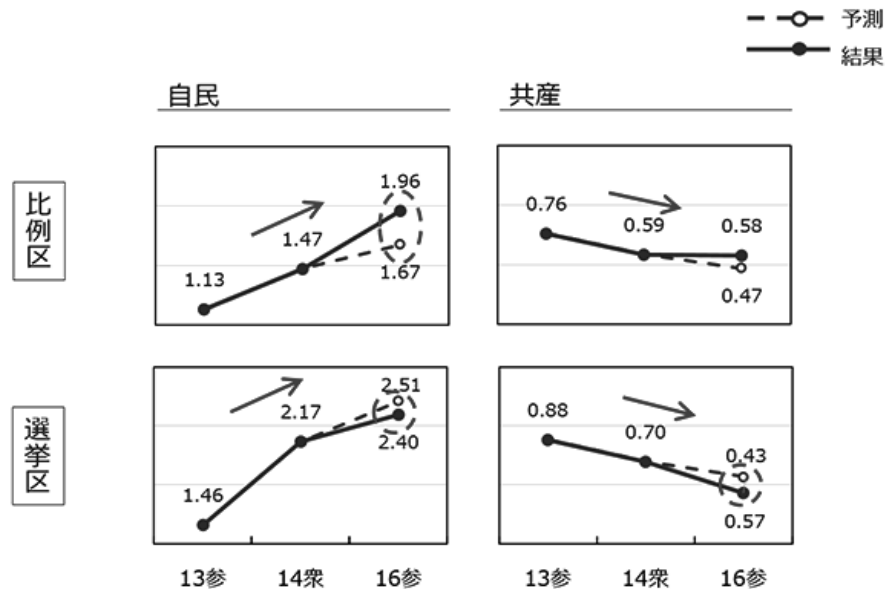 予測
結果
自民
共産
比例区
1.13
1.47
1.96
1.67
0.76
0.59
0.58
0.47
選挙区
1.46
2.17
2.51
2.40
0.88
0.70
0.43
0.57
13参
14衆
16参
13参
14衆
16参